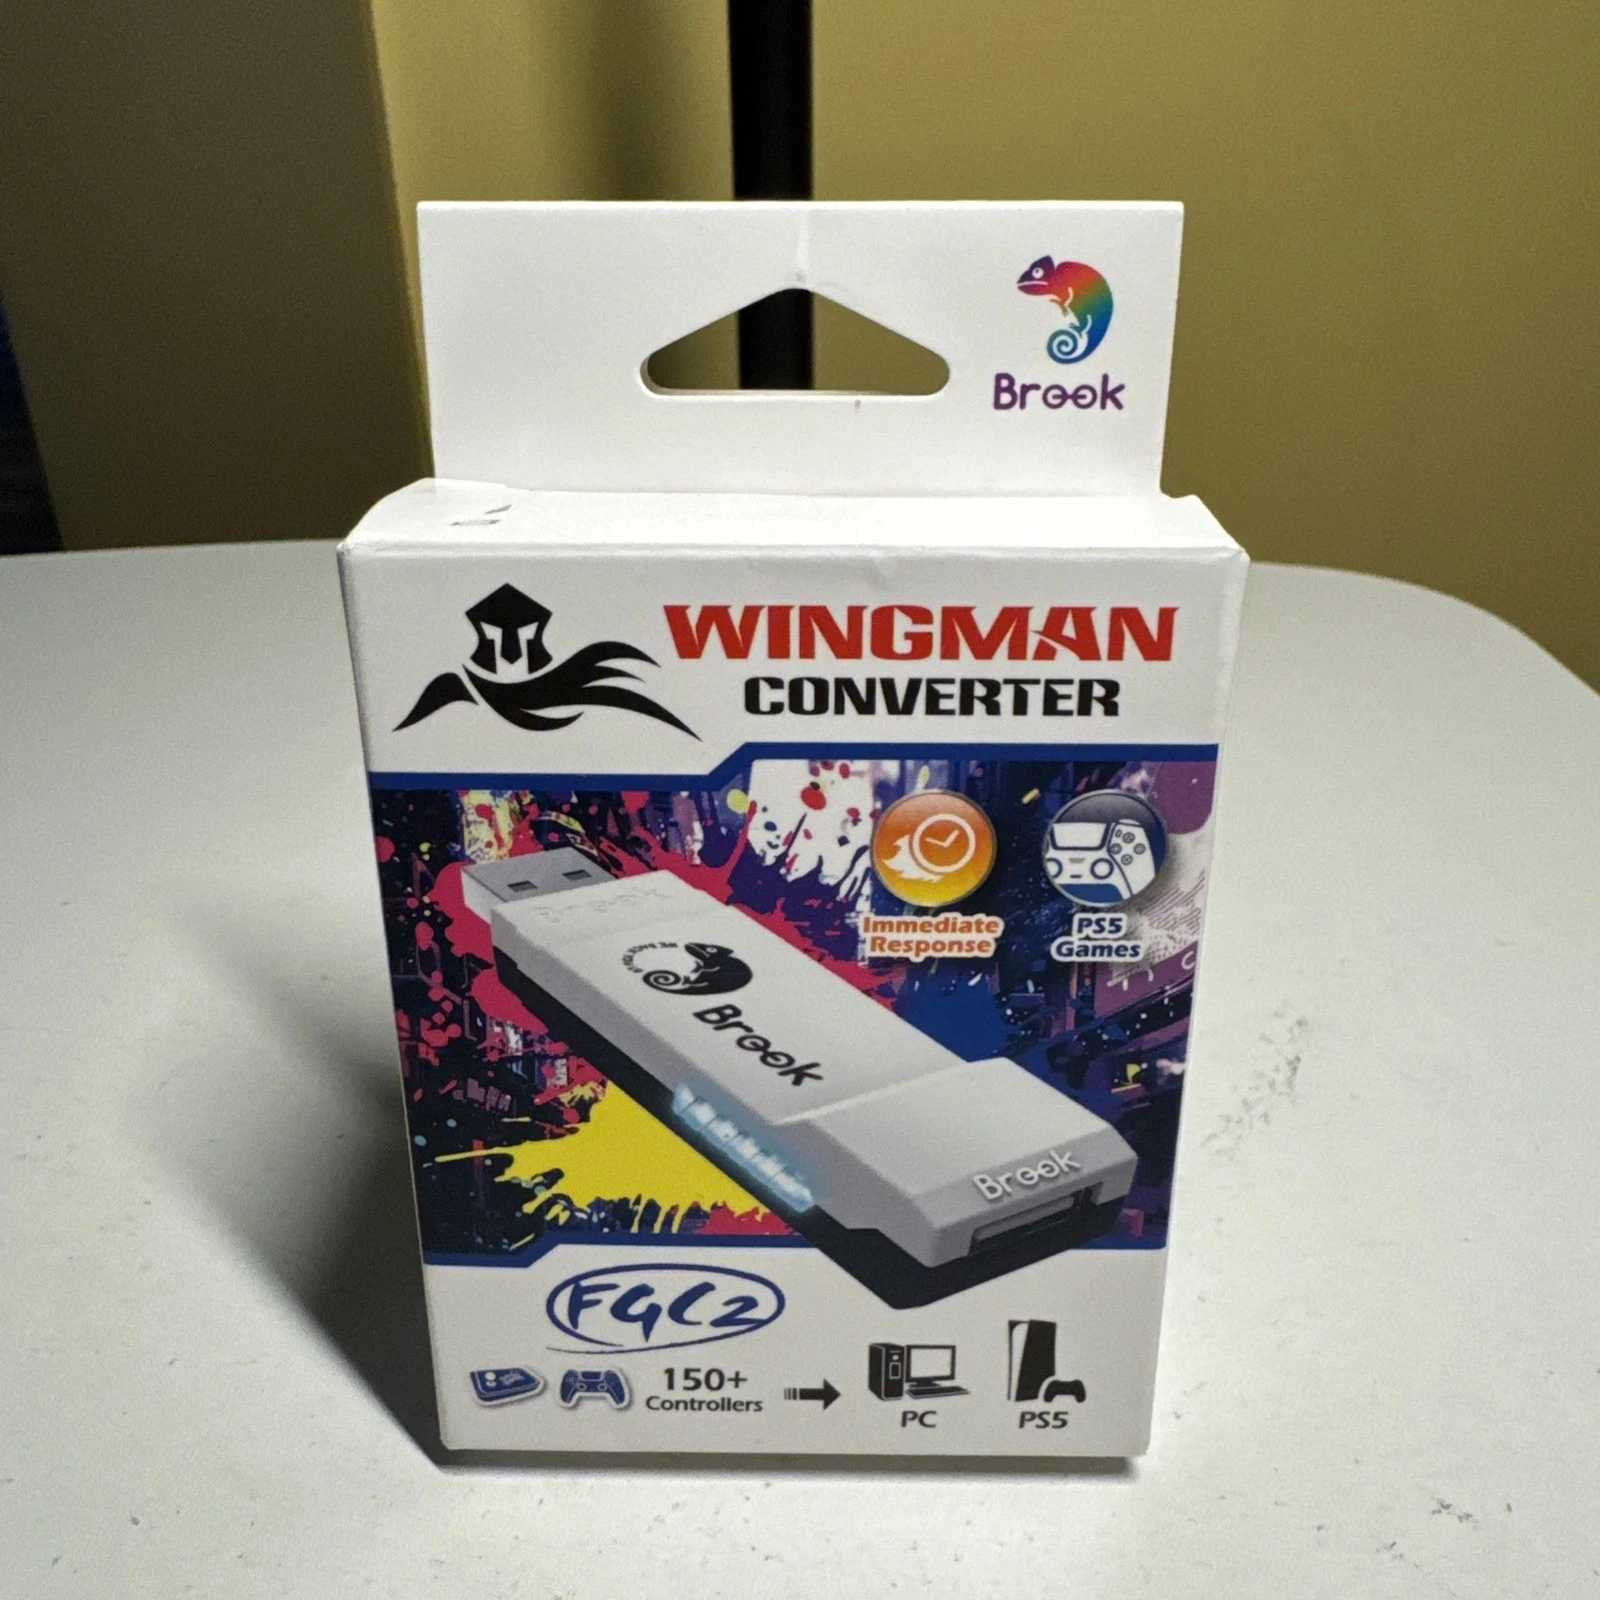 Brook
WINGMAN
CONVERTER
Immediate
Response
PS5
Games
Brook
Brook
FGC2
150+
Controllers
PC
PS5